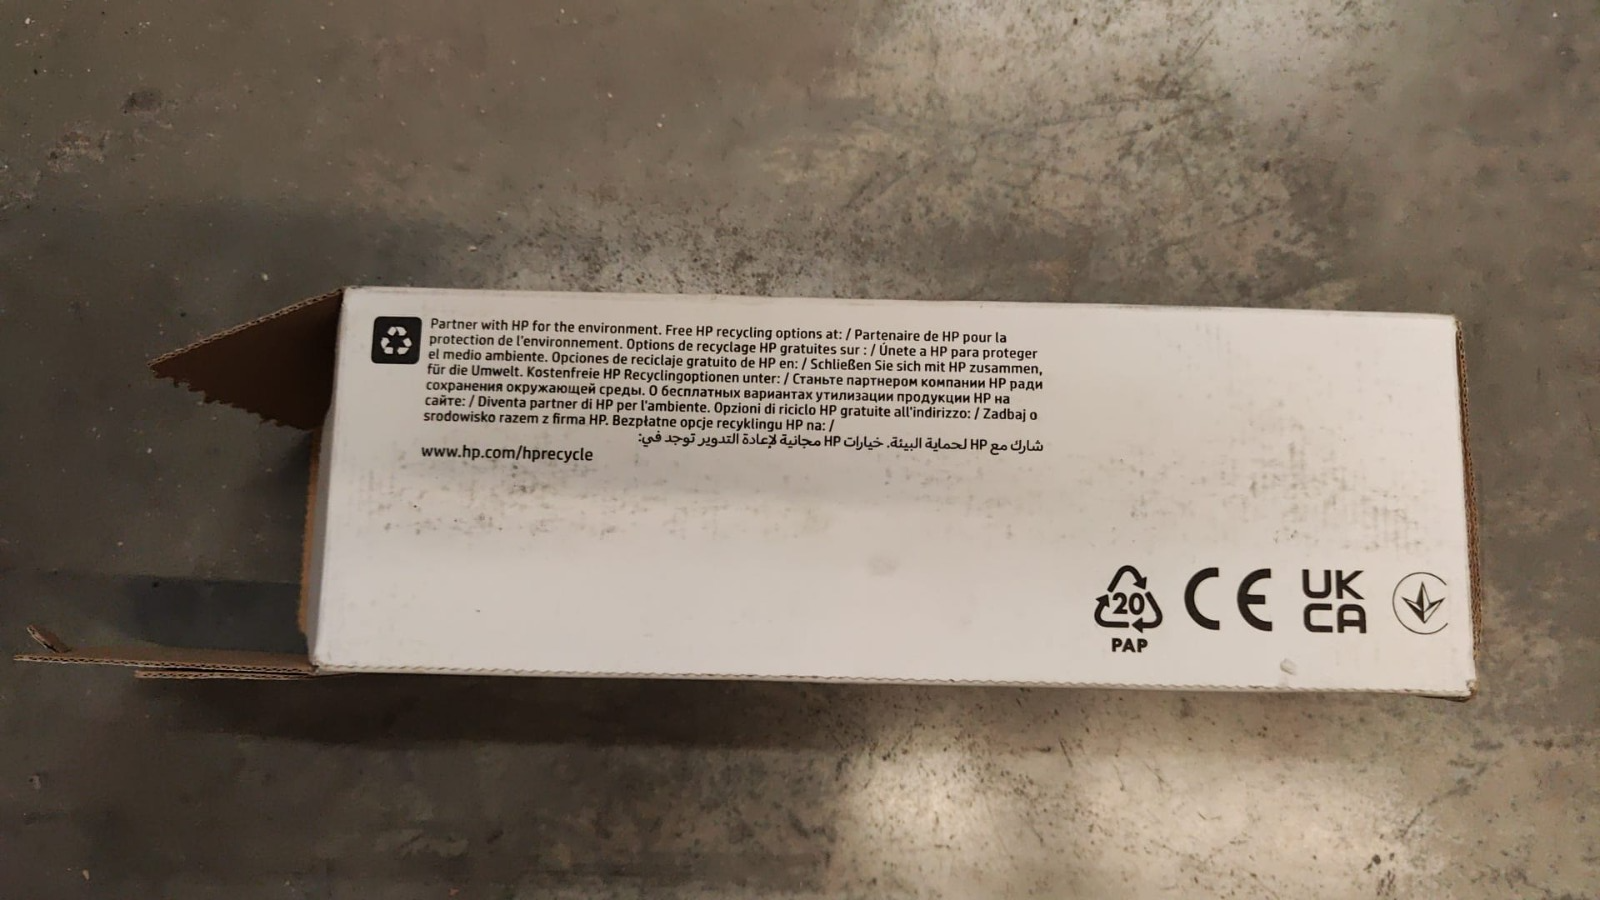 Partner with HP for the environment. Free HP recycling options at: / Partenaire de HP pour la
protection de l'environnement. Options de recyclage HP gratuites sur : / Únete a HP para proteger
el medio ambiente. Opciones de reciclaje gratuito de HP en: / Schließen Sie sich mit HP zusammen,
für die Umwelt. Kostenfreie HP Recyclingoptionen unter: / Станьте партнером компании HP ради
сохранения окружающей среды. О бесплатных вариантах утилизации продукции HP на
сайте: / Diventa partner di HP per l'ambiente. Opzioni di riciclo HP gratuite all'indirizzo: / Zadbaj o
srodowisko razem z firma HP. Bezpłatne opcje recyklingu HP na: /
شارك مع HP لحماية البيئة. خيارات HP مجانية لإعادة التدوير توجد في:
www.hp.com/hprecycle
20
PAP
CE
UK
CA